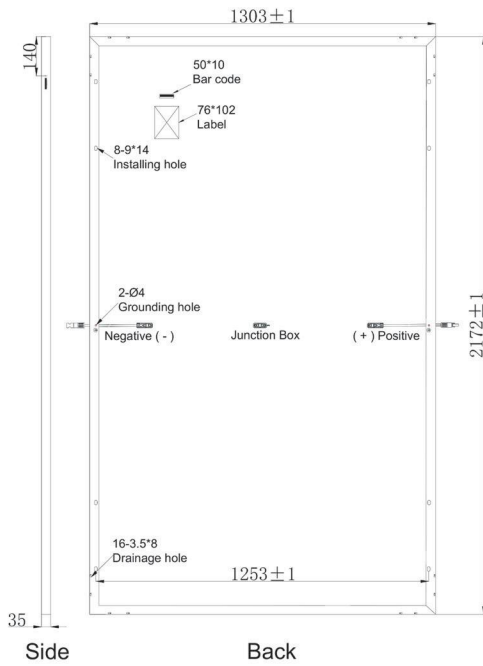 1303±1
140
50*10
Bar code
76*102
Label
8-9*14
Installing hole
2-Ø4
Grounding hole
Negative ( - )
Junction Box
( + ) Positive
2172±1
16-3.5*8
Drainage hole
1253±1
35
Side
Back